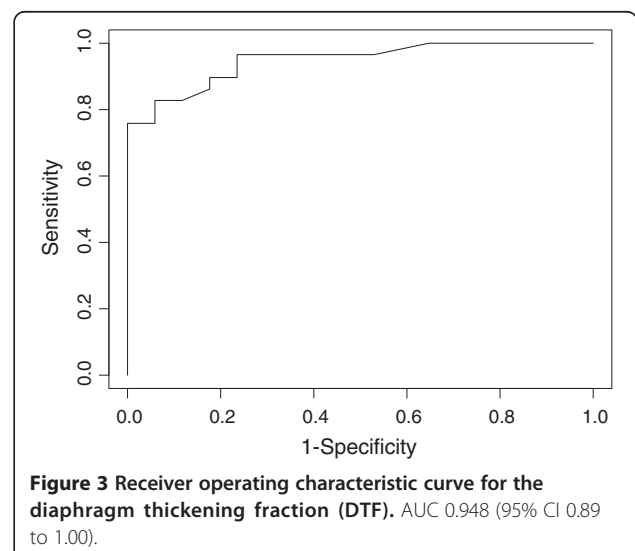 1.0
0.8
0.6
0.4
0.2
0.0
Sensitivity
0.0 0.2 0.4 0.6 0.8 1.0
1-Specificity
Figure 3 Receiver operating characteristic curve for the
diaphragm thickening fraction (DTF). AUC 0.948 (95% CI 0.89
to 1.00).